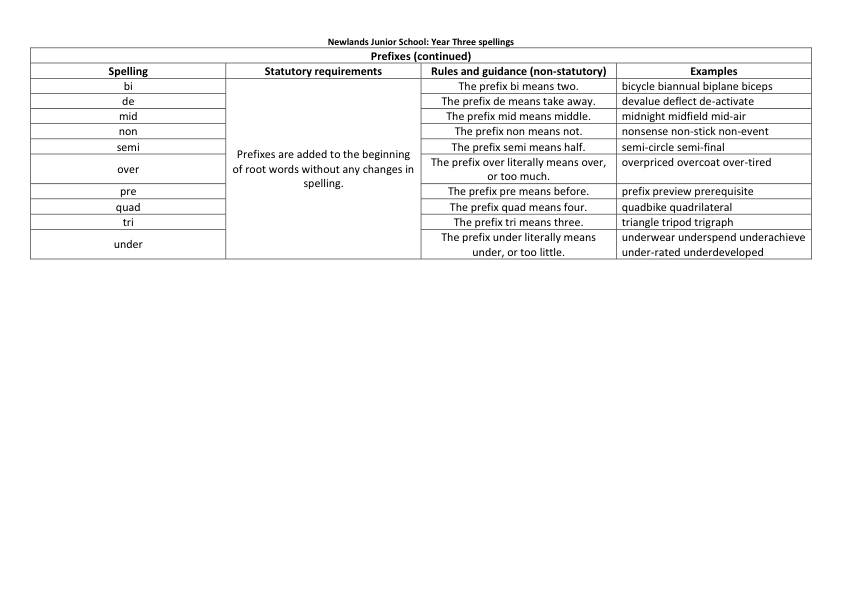 Newlands Junior School: Year Three spellings
Prefixes (continued)
Spelling Statutory requirements Rules and guidance (non-statutory) Examples
bi The prefix bi means two. bicycle biannual biplane biceps
de The prefix de means take away. devalue deflect de-activate
mid The prefix mid means middle. midnight midfield mid-air
non The prefix non means not. nonsense non-stick non-event
semi The prefix semi means half. semi-circle semi-final
Prefixes are added to the beginning
of root words without any changes in
spelling.
over The prefix over literally means over, overpriced overcoat over-tired
or too much.
pre The prefix pre means before. prefix preview prerequisite
quad The prefix quad means four. quadbike quadrilateral
tri The prefix tri means three. triangle tripod trigraph
under The prefix under literally means underwear underspend underachieve
under, or too little. under-rated underdeveloped